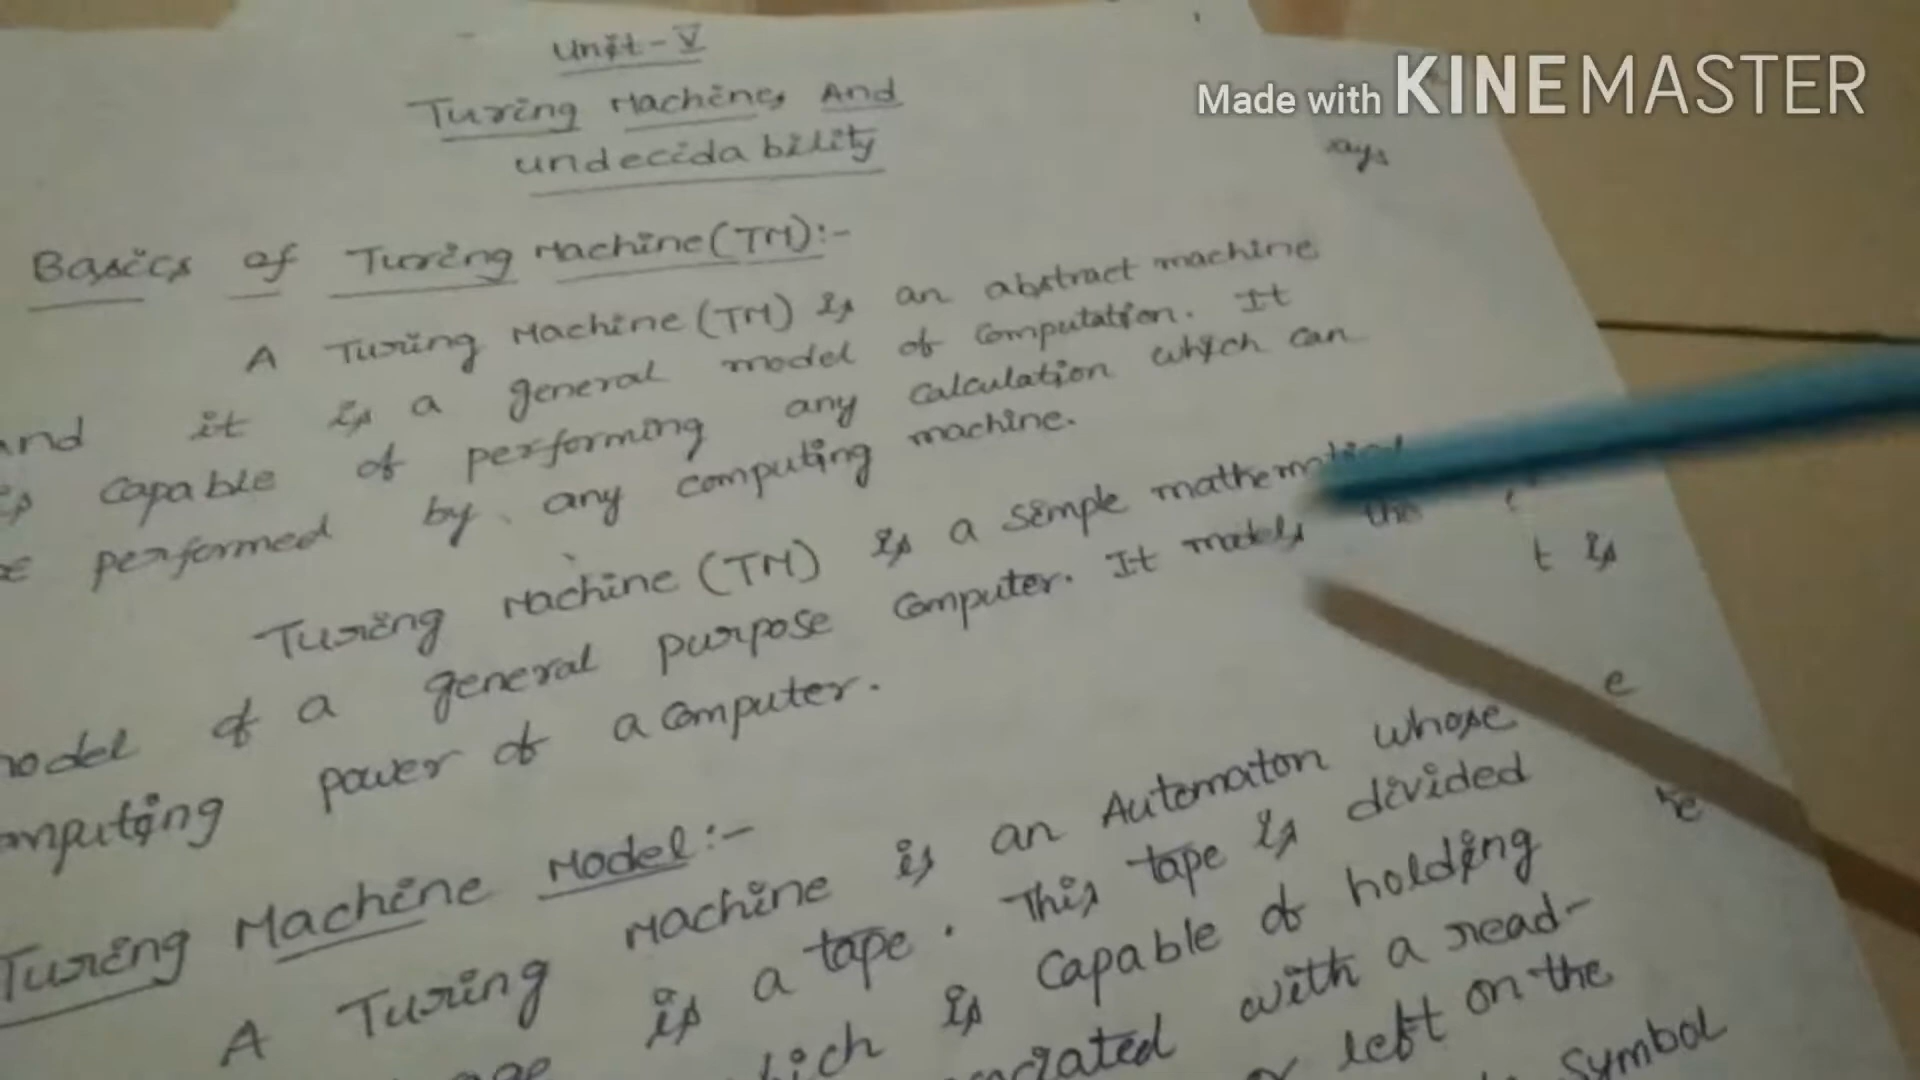 Unit-V
Turing Machines And
undecidability
Made with KINEMASTER
ays
Basics of Turing Machine (TM):-
A Turing Machine (TM) is an abstract machine
and it is a general model of computation. It
is capable of performing any calculation which can
performed by any computing machine.
Turing Machine (TM) is a simple mathematical
model of a general purpose computer. It models the
computing power of a computer.
t is
e
Turing Machine Model:-
A Turing Machine is an Automaton whose
is a tape. This tape is divided
which is capable of holding
with a read-
left on the
symbol